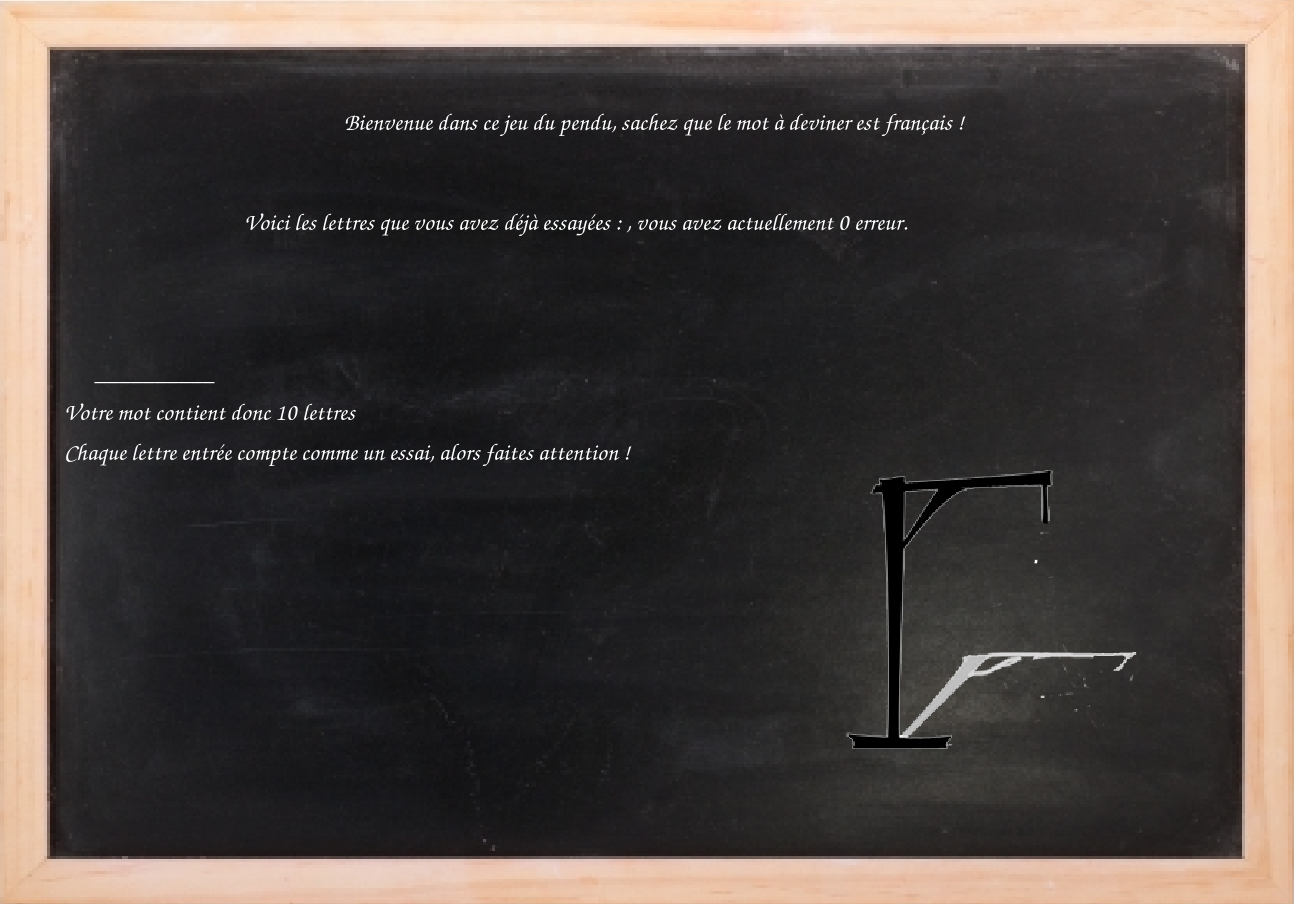 Bienvenue dans ce jeu du pendu, sachez que le mot à deviner est français !
Voici les lettres que vous avez déjà essayées : , vous avez actuellement 0 erreur.
__________
Votre mot contient donc 10 lettres
Chaque lettre entrée compte comme un essai, alors faites attention !